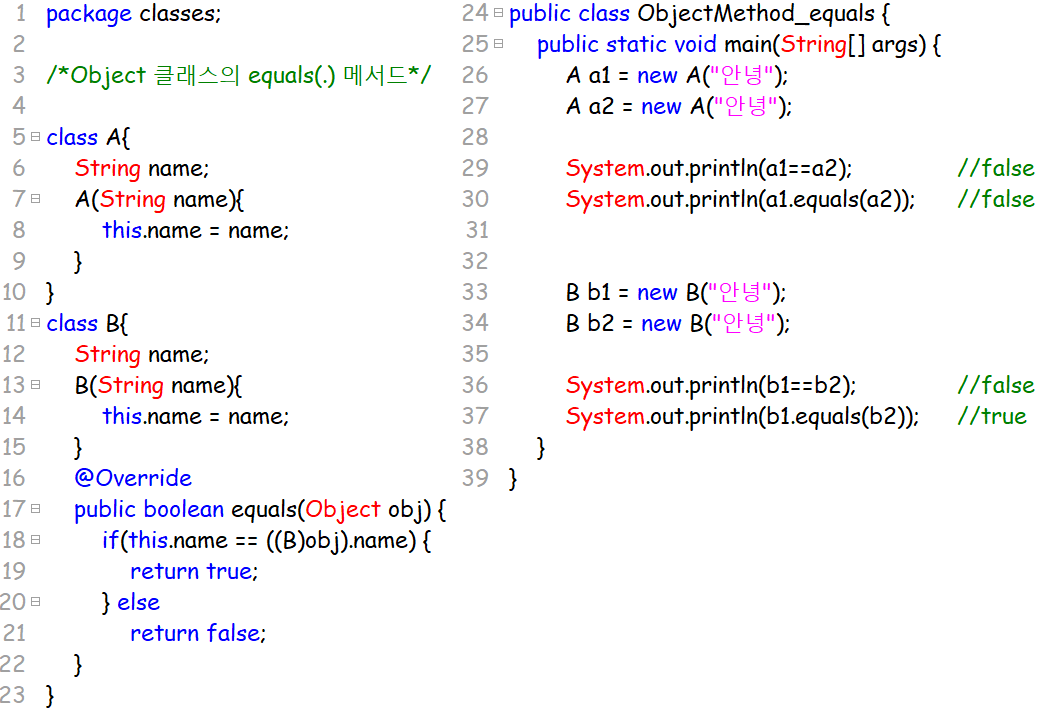 1 package classes;
2
3 /*Object 클래스의 equals(.) 메서드*/
4
5 class A{
6 String name;
7 A(String name){
8 this.name = name;
9 }
10 }
11 class B{
12 String name;
13 B(String name){
14 this.name = name;
15 }
16 @Override
17 public boolean equals(Object obj) {
18 if(this.name == ((B)obj).name) {
19 return true;
20 } else
21 return false;
22 }
23 }
24 public class ObjectMethod_equals {
25 public static void main(String[] args) {
26 A a1 = new A("안녕");
27 A a2 = new A("안녕");
28
29 System.out.println(a1==a2); //false
30 System.out.println(a1.equals(a2)); //false
31
32
33 B b1 = new B("안녕");
34 B b2 = new B("안녕");
35
36 System.out.println(b1==b2); //false
37 System.out.println(b1.equals(b2)); //true
38 }
39 }